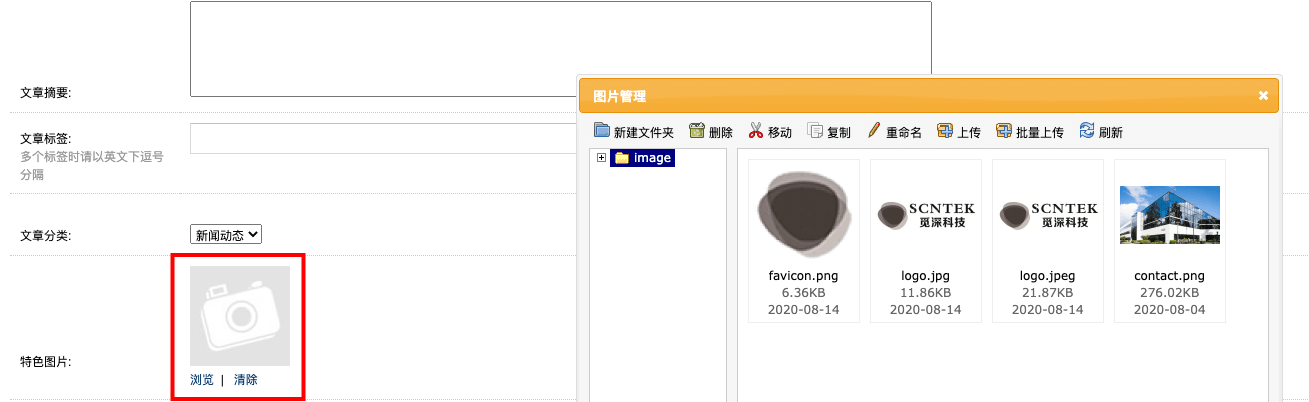 文章摘要:
图片管理
新建文件夹 删除 移动 复制 重命名 上传 批量上传 刷新
文章标签:
多个标签时请以英文下逗号
分隔
image
SCNTEK
觅深科技
SCNTEK
觅深科技
favicon.png
6.36KB
2020-08-14
logo.jpg
11.86KB
2020-08-14
logo.jpeg
21.87KB
2020-08-14
contact.png
276.02KB
2020-08-04
文章分类:
新闻动态
特色图片:
浏览 | 清除